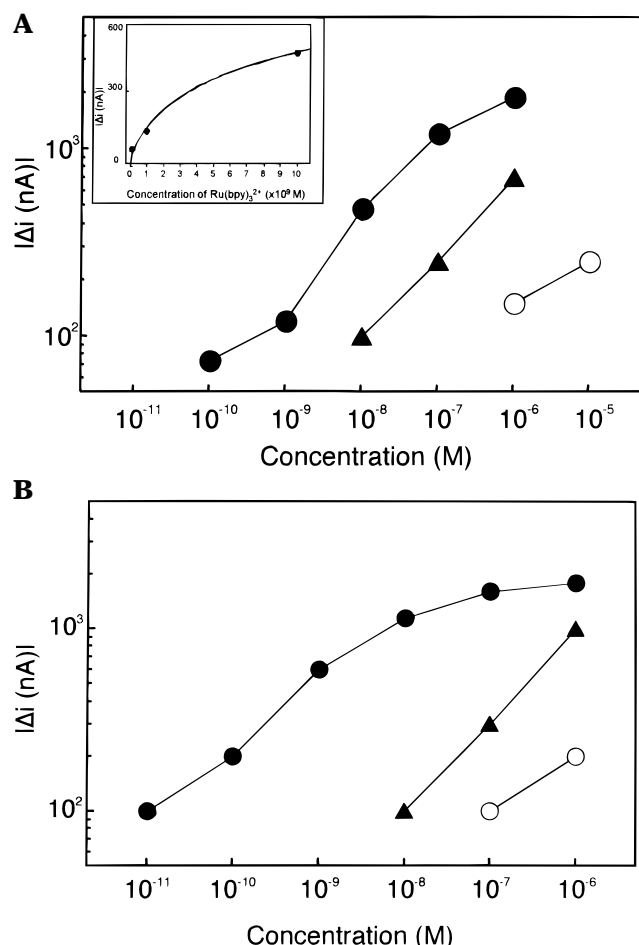 A
600
300
0
|Δi (nA)|
0 1 2 3 4 5 6 7 8 9 10
Concentration of Ru(bpy)₃²⁺ (x10⁹ M)
10³
10²
|Δi (nA)|
10⁻¹¹ 10⁻¹⁰ 10⁻⁹ 10⁻⁸ 10⁻⁷ 10⁻⁶ 10⁻⁵
Concentration (M)
B
10³
10²
|Δi (nA)|
10⁻¹¹ 10⁻¹⁰ 10⁻⁹ 10⁻⁸ 10⁻⁷ 10⁻⁶
Concentration (M)